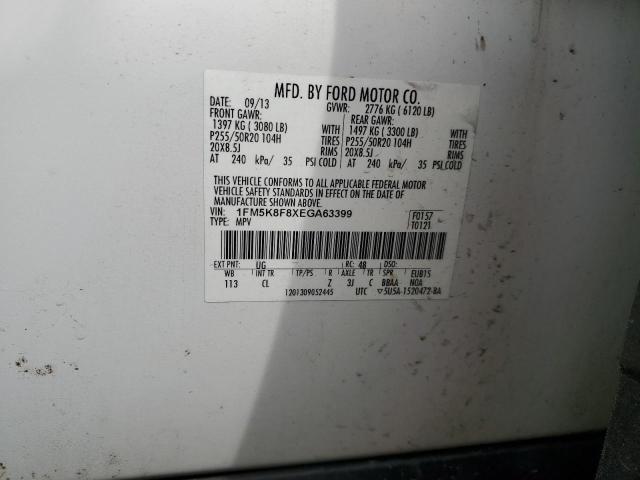 MFD. BY FORD MOTOR CO.
DATE: 09/13 GVWR: 2776 KG ( 6120 LB)
FRONT GAWR: REAR GAWR:
1397 KG ( 3080 LB) WITH 1497 KG ( 3300 LB) WITH
P255/50R20 104H TIRES P255/50R20 104H TIRES
20X8.5J RIMS 20X8.5J RIMS
AT 240 kPa/ 35 PSI COLD AT 240 kPa/ 35 PSI COLD
THIS VEHICLE CONFORMS TO ALL APPLICABLE FEDERAL MOTOR
VEHICLE SAFETY STANDARDS IN EFFECT ON THE DATE OF
MANUFACTURE SHOWN ABOVE.
VIN: 1FM5K8F8XEGA63399 F0157
TYPE: MPV T0121
EXT PNT: UG RC: 48 DSO:
WB INT TR TP/PS R AXLE TR SPR EUB15
113 CL Z 3J C BBAA NOA
1201309052445 UTC ▽5U5A-1520472-BA